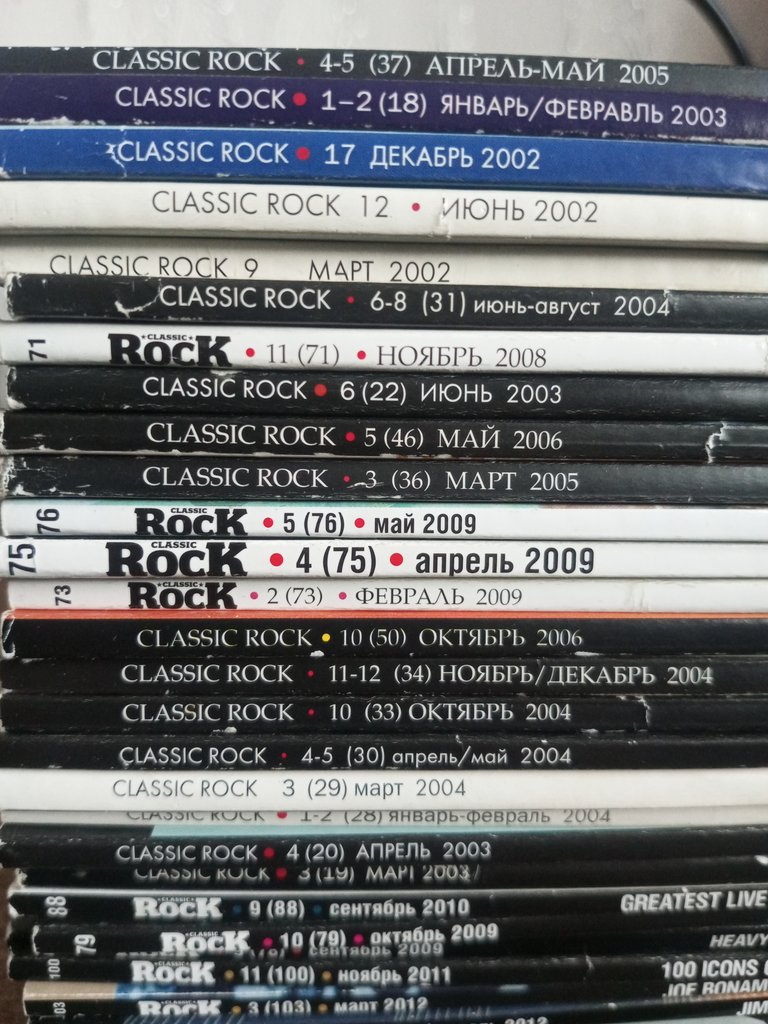 CLASSIC ROCK • 4-5 (37) АПРЕЛЬ-МАЙ 2005
CLASSIC ROCK • 1–2 (18) ЯНВАРЬ/ФЕВРАВЛЬ 2003
CLASSIC ROCK • 17 ДЕКАБРЬ 2002
CLASSIC ROCK 12 • ИЮНЬ 2002
CLASSIC ROCK 9 МАРТ 2002
CLASSIC ROCK • 6-8 (31) июнь-август 2004
71 CLASSIC ROCK • 11 (71) • НОЯБРЬ 2008
CLASSIC ROCK • 6 (22) ИЮНЬ 2003
CLASSIC ROCK • 5 (46) МАЙ 2006
CLASSIC ROCK • 3 (36) МАРТ 2005
76 CLASSIC ROCK • 5 (76) • май 2009
75 CLASSIC ROCK • 4 (75) • апрель 2009
73 CLASSIC ROCK • 2 (73) • ФЕВРАЛЬ 2009
CLASSIC ROCK • 10 (50) ОКТЯБРЬ 2006
CLASSIC ROCK • 11-12 (34) НОЯБРЬ/ДЕКАБРЬ 2004
CLASSIC ROCK • 10 (33) ОКТЯБРЬ 2004
CLASSIC ROCK • 4-5 (30) апрель/май 2004
CLASSIC ROCK 3 (29) март 2004
CLASSIC ROCK • 1-2 (28) январь-февраль 2004
CLASSIC ROCK • 4 (20) АПРЕЛЬ 2003
CLASSIC ROCK • 3 (19) МАРТ 2003
88 CLASSIC ROCK • 9 (88) • сентябрь 2010 GREATEST LIVE
79 CLASSIC ROCK • 10 (79) • октябрь 2009 HEAVY
сентябрь 2009
100 CLASSIC ROCK • 11 (100) • ноябрь 2011 100 ICONS
JOE BONAM
103 CLASSIC ROCK • 3 (103) • март 2012 JIM
2012